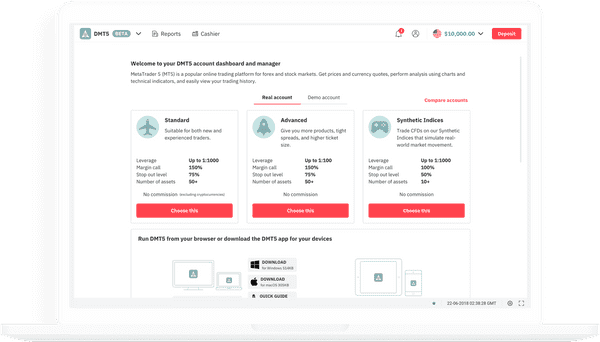 DMT5 BETA Reports Cashier 2 $10,000.00 Deposit
Welcome to your DMT5 account dashboard and manager
MetaTrader 5 (MT5) is a popular online trading platform for forex and stock markets. Get prices and currency quotes, perform analysis using charts and
technical indicators, and easily view your trading history.
Real account Demo account
Compare accounts
Standard
Suitable for both new and
experienced traders.
Leverage Up to 1:1000
Margin call 150%
Stop out level 75%
Number of assets 50+
No commission (excluding cryptocurrencies)
Choose this
Advanced
Give you more products, tight
spreads, and higher ticket
size.
Leverage Up to 1:100
Margin call 150%
Stop out level 75%
Number of assets 50+
No commission
Choose this
Synthetic Indices
Trade CFDs on our Synthetic
Indices that simulate real-
world market movement.
Leverage Up to 1:1000
Margin call 100%
Stop out level 50%
Number of assets 10+
No commission
Choose this
Run DMT5 from your browser or download the DMT5 app for your devices
DOWNLOAD
for Windows
DOWNLOAD
for macOS
QUICK GUIDE
22-06-2018 02:38:28 GMT